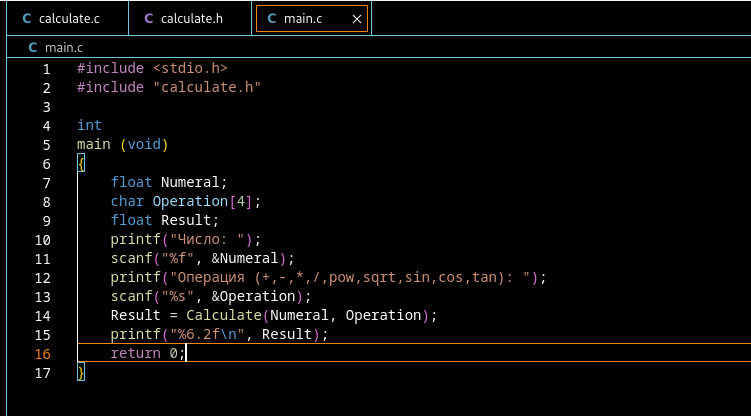 C calculate.c C calculate.h C main.c ×
C main.c
1 #include <stdio.h>
2 #include "calculate.h"
3
4 int
5 main (void)
6 {
7 float Numeral;
8 char Operation[4];
9 float Result;
10 printf("Число: ");
11 scanf("%f", &Numeral);
12 printf("Операция (+,-,*,/,pow,sqrt,sin,cos,tan): ");
13 scanf("%s", &Operation);
14 Result = Calculate(Numeral, Operation);
15 printf("%6.2f\n", Result);
16 return 0;
17 }